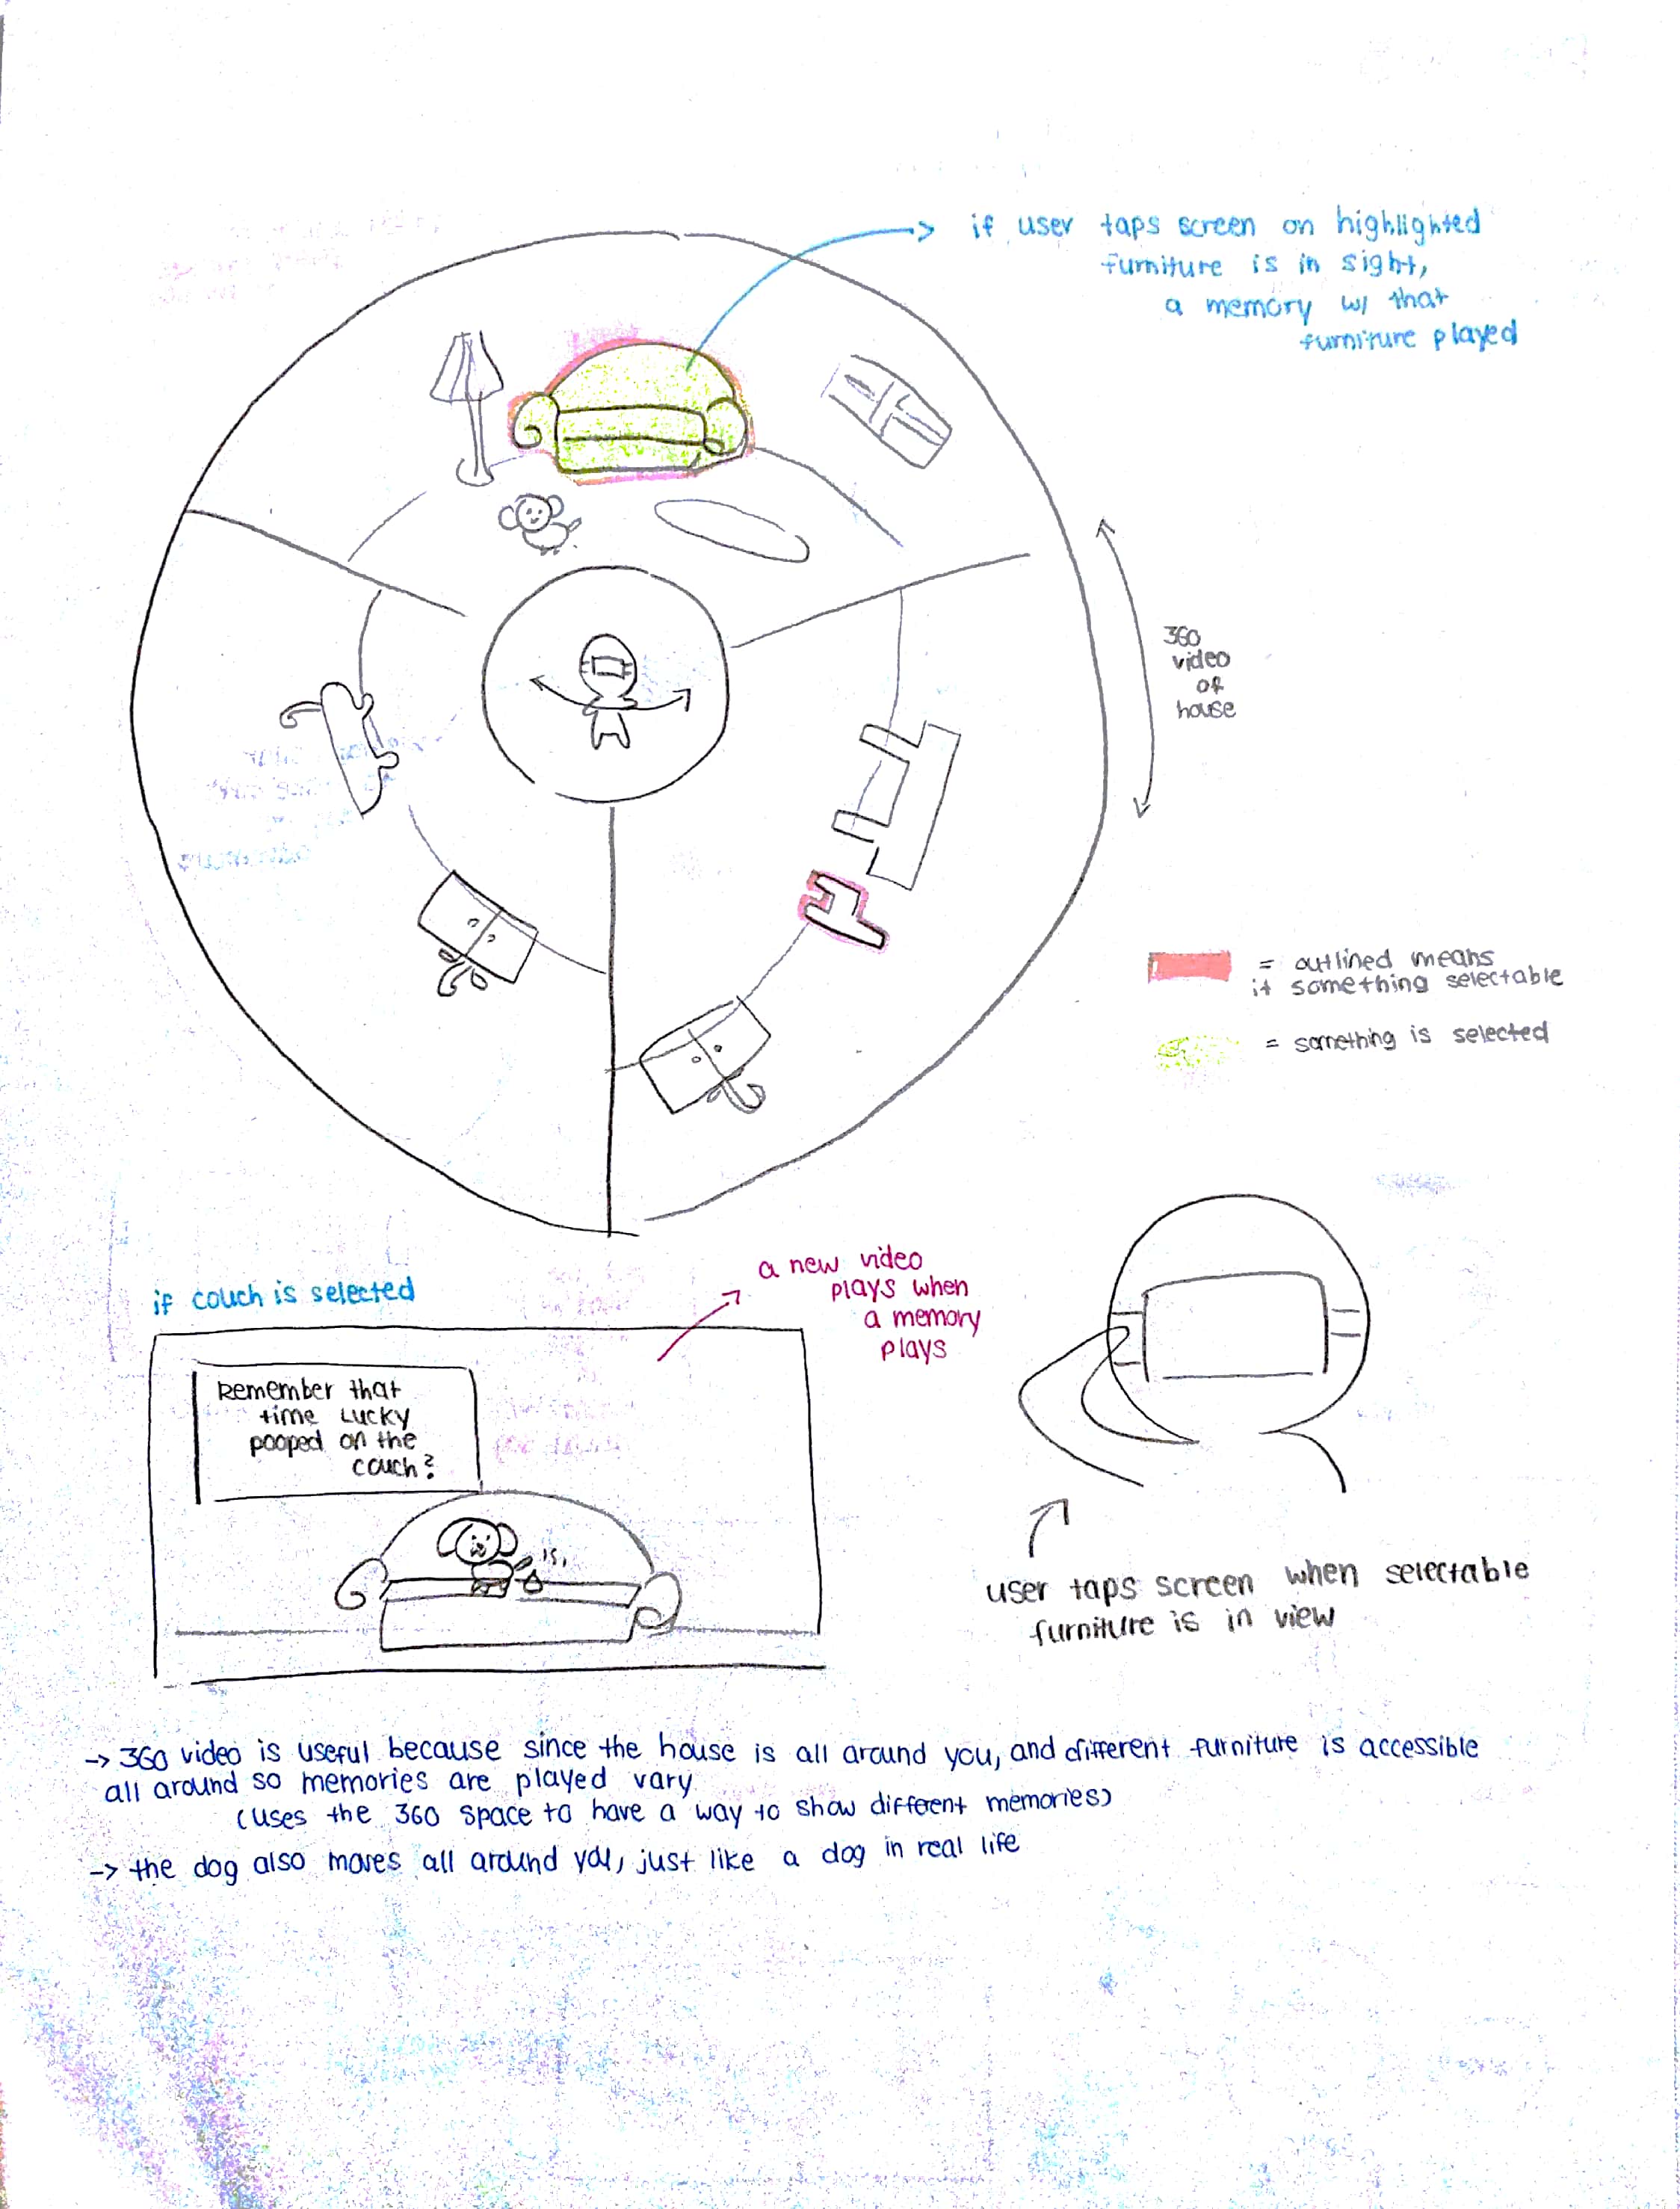 if user taps screen on highlighted
furniture is in sight,
a memory w/ that
furniture played
360
video
of
house
= outlined means
it something selectable
= something is selected
a new video
plays when
a memory
plays
if couch is selected
Remember that
time Lucky
pooped on the
couch?
user taps screen when selectable
furniture is in view
-> 360 video is useful because since the house is all around you, and different furniture is accessible
all around so memories are played vary
(uses the 360 space to have a way to show different memories)
-> the dog also moves all around you, just like a dog in real life